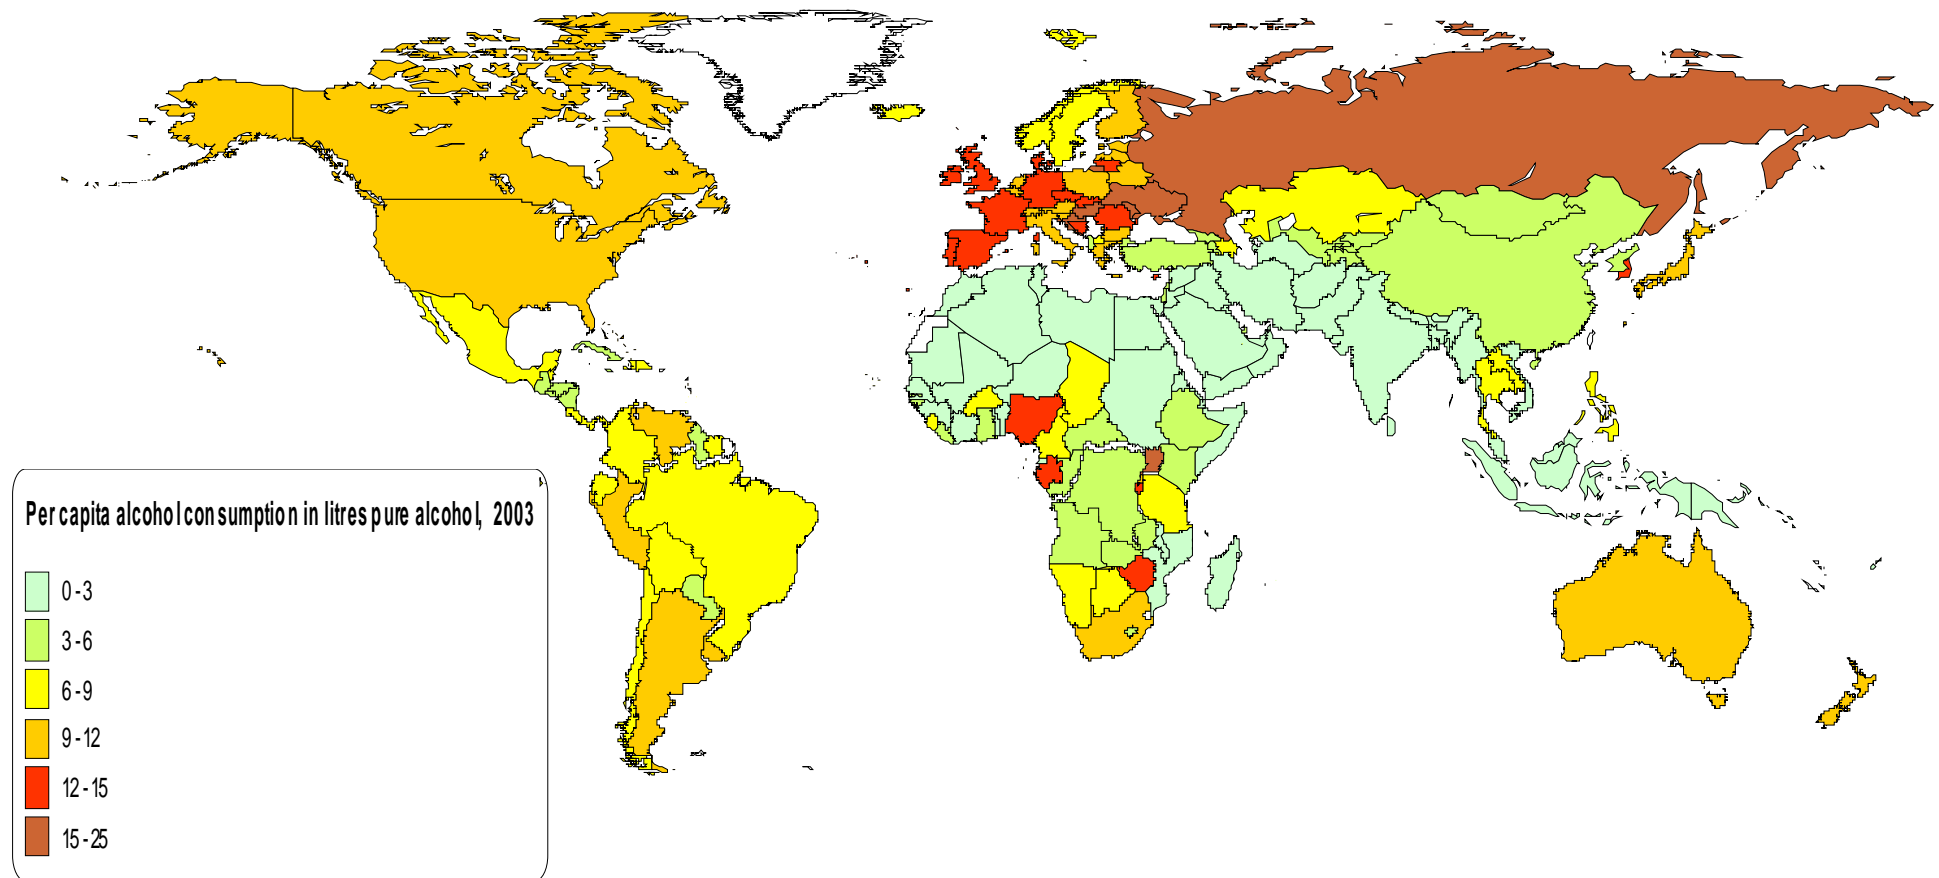 Per capita alcohol consumption in litres pure alcohol, 2003
0 - 3
3 - 6
6 - 9
9 - 12
12 - 15
15 - 25